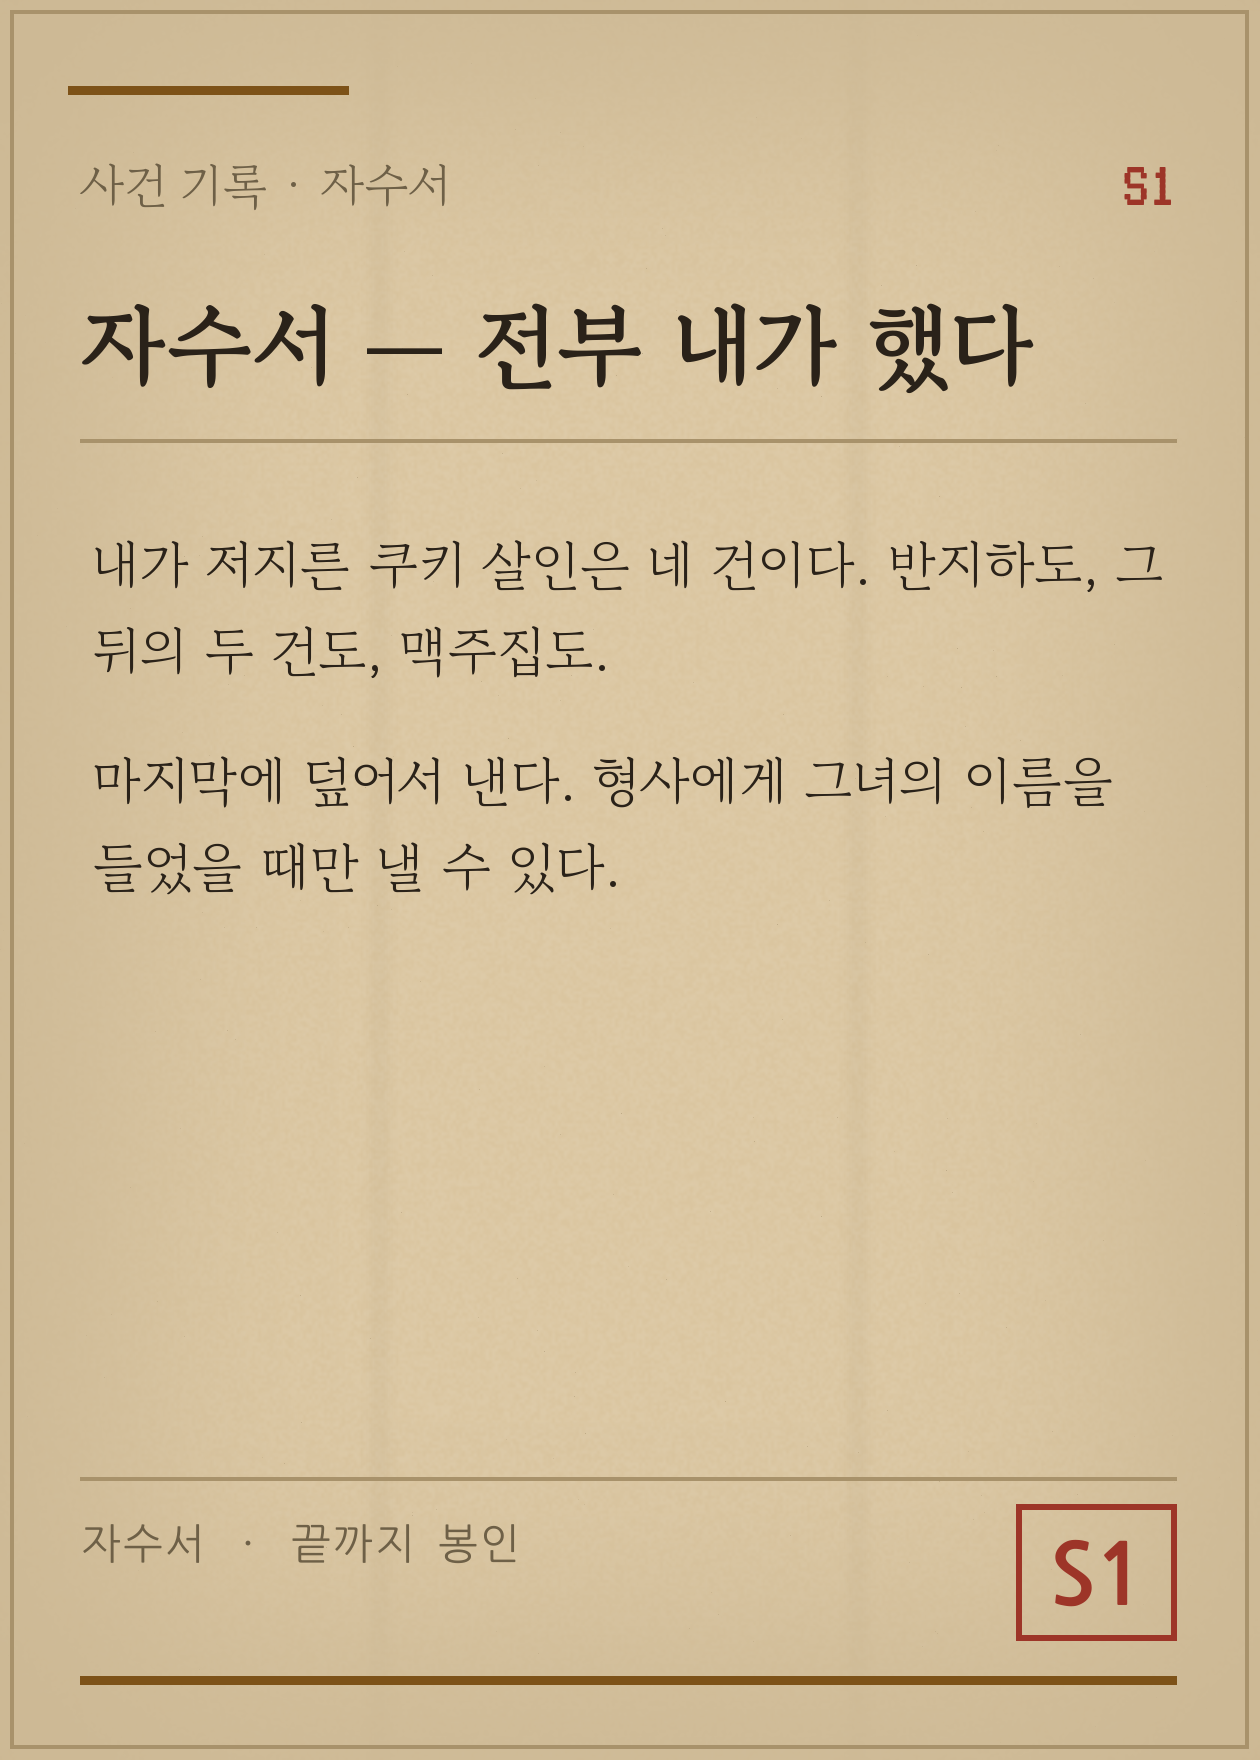 사건 기록 · 자수서
S1
자수서 — 전부 내가 했다
내가 저지른 쿠키 살인은 네 건이다. 반지하도, 그
뒤의 두 건도, 맥주집도.
마지막에 덮어서 낸다. 형사에게 그녀의 이름을
들었을 때만 낼 수 있다.
자수서 · 끝까지 봉인
S1